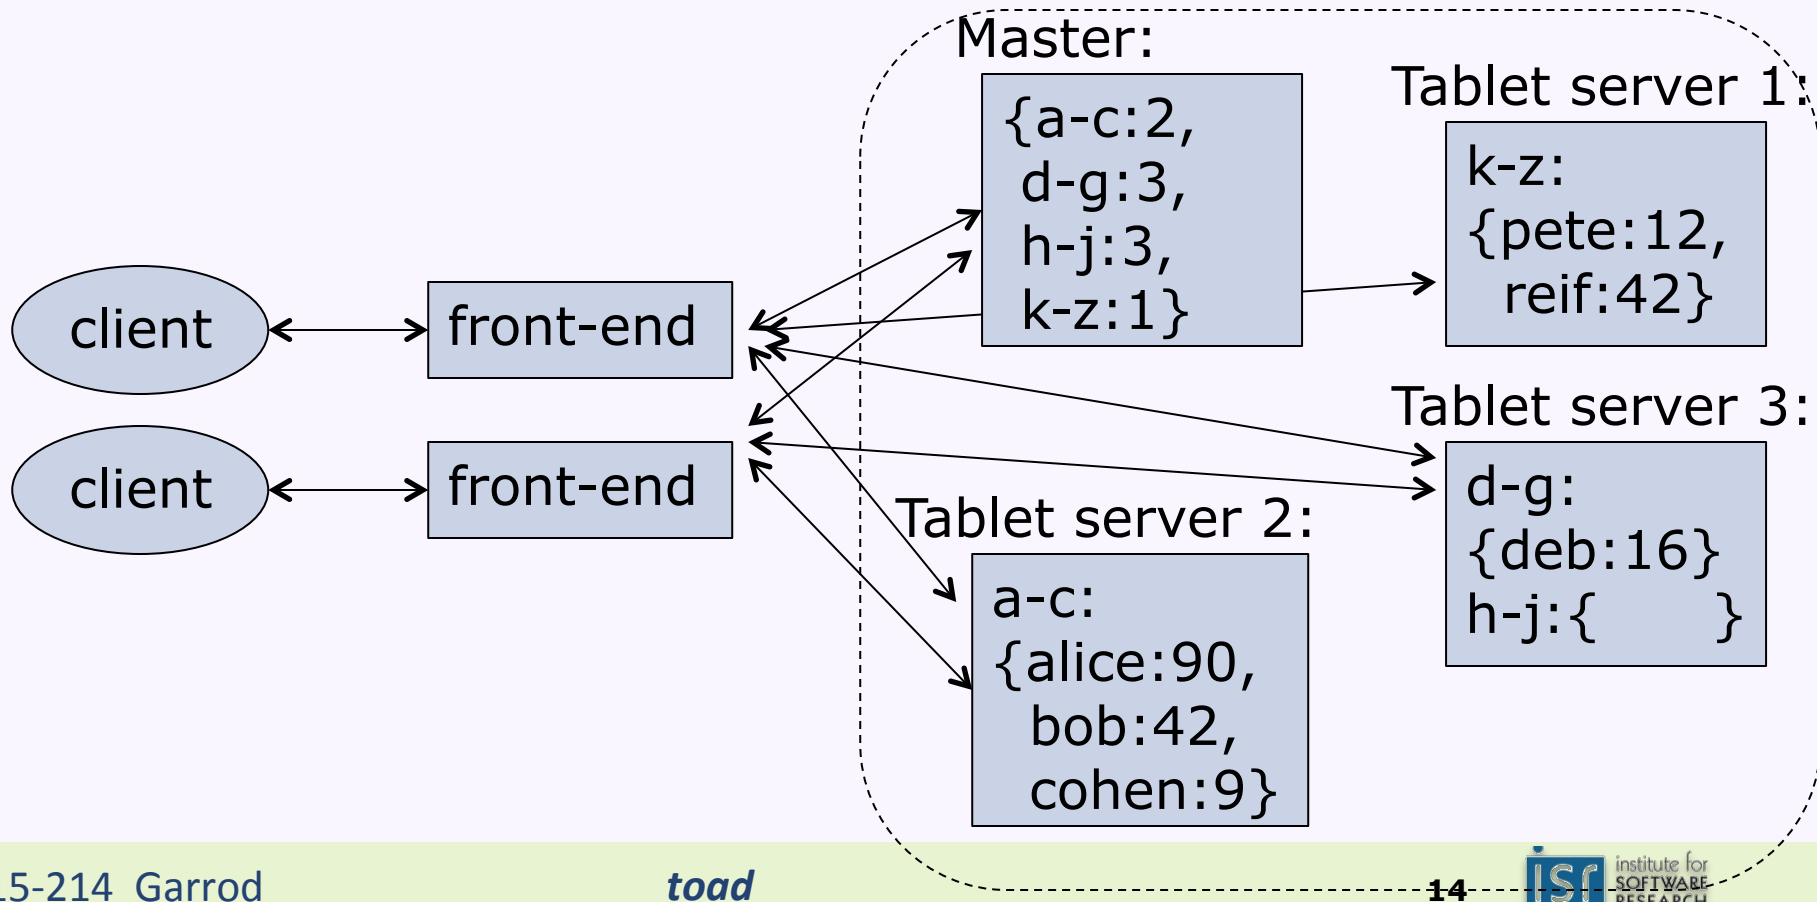 Master:
{a-c:2,
d-g:3,
h-j:3,
k-z:1}
Tablet server 1:
k-z:
{pete:12,
reif:42}
client
front-end
client
front-end
Tablet server 2:
a-c:
{alice:90,
bob:42,
cohen:9}
Tablet server 3:
d-g:
{deb:16}
h-j:{ }
15-214 Garrod
toad
14
isr
institute for
SOFTWARE
RESEARCH